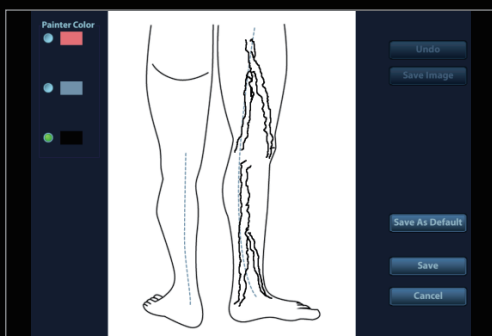 Painter Color
Undo
Save Image
Save As Default
Save
Cancel